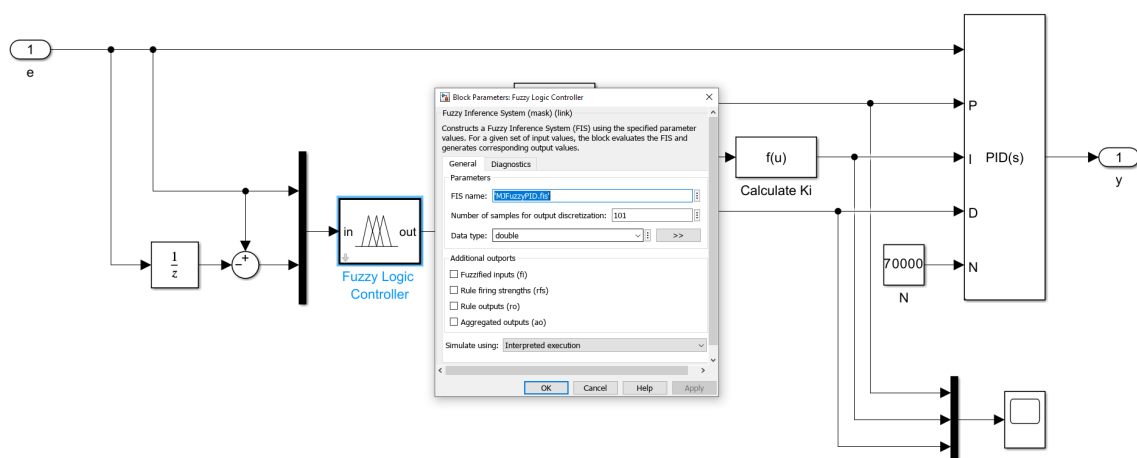 1
e
1
z
−
+
in
out
Fuzzy Logic
Controller
Block Parameters: Fuzzy Logic Controller
Fuzzy Inference System (mask) (link)
Constructs a Fuzzy Inference System (FIS) using the specified parameter
values. For a given set of input values, the block evaluates the FIS and
generates corresponding output values.
General Diagnostics
Parameters
FIS name: 'MJFuzzyPID.fis'
Number of samples for output discretization: 101
Data type: double >>
Additional outports
Fuzzified inputs (fi)
Rule firing strengths (rfs)
Rule outputs (ro)
Aggregated outputs (ao)
Simulate using: Interpreted execution
OK Cancel Help Apply
f(u)
Calculate Ki
70000
N
P
I
PID(s)
D
N
1
y